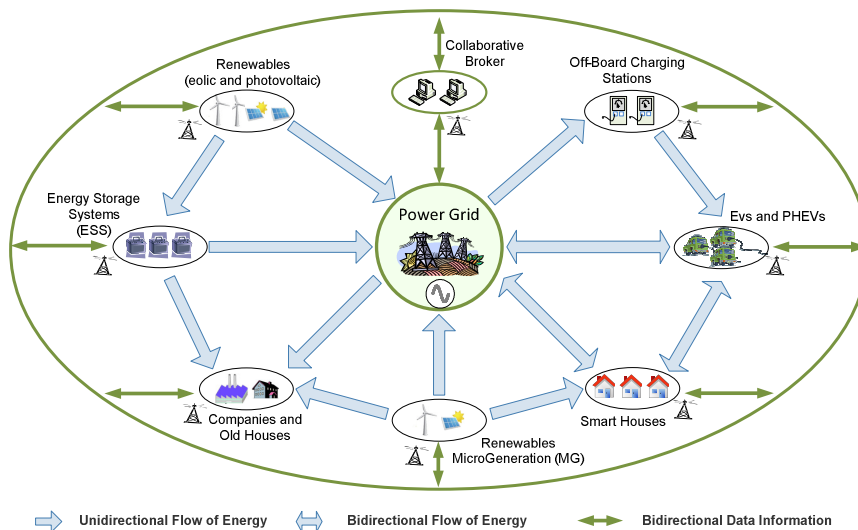 Renewables
(eolic and photovoltaic)
Collaborative
Broker
Off-Board Charging
Stations
Energy Storage
Systems
(ESS)
Power Grid
Evs and PHEVs
Companies and
Old Houses
Renewables
MicroGeneration (MG)
Smart Houses
Unidirectional Flow of Energy
Bidirectional Flow of Energy
Bidirectional Data Information